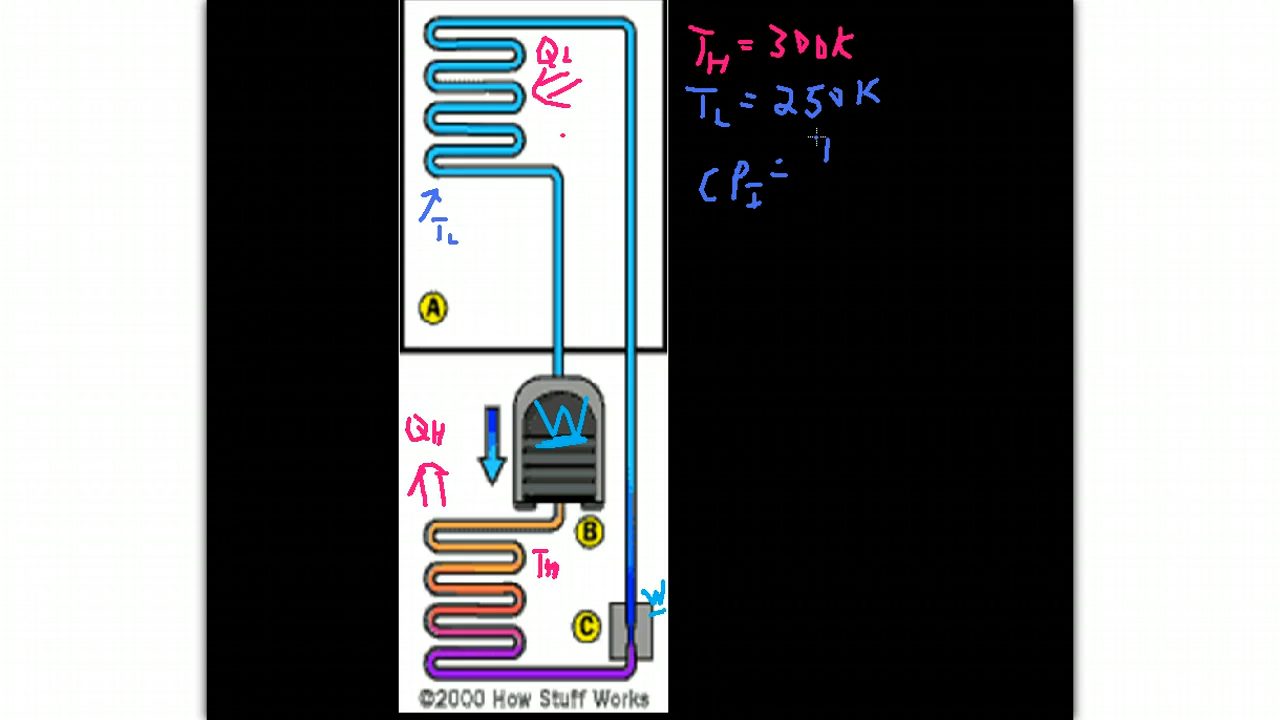 QL
TH = 300K
TL = 250K
CPI =
TL
A
W
QH
B
TH
W
C
©2000 How Stuff Works